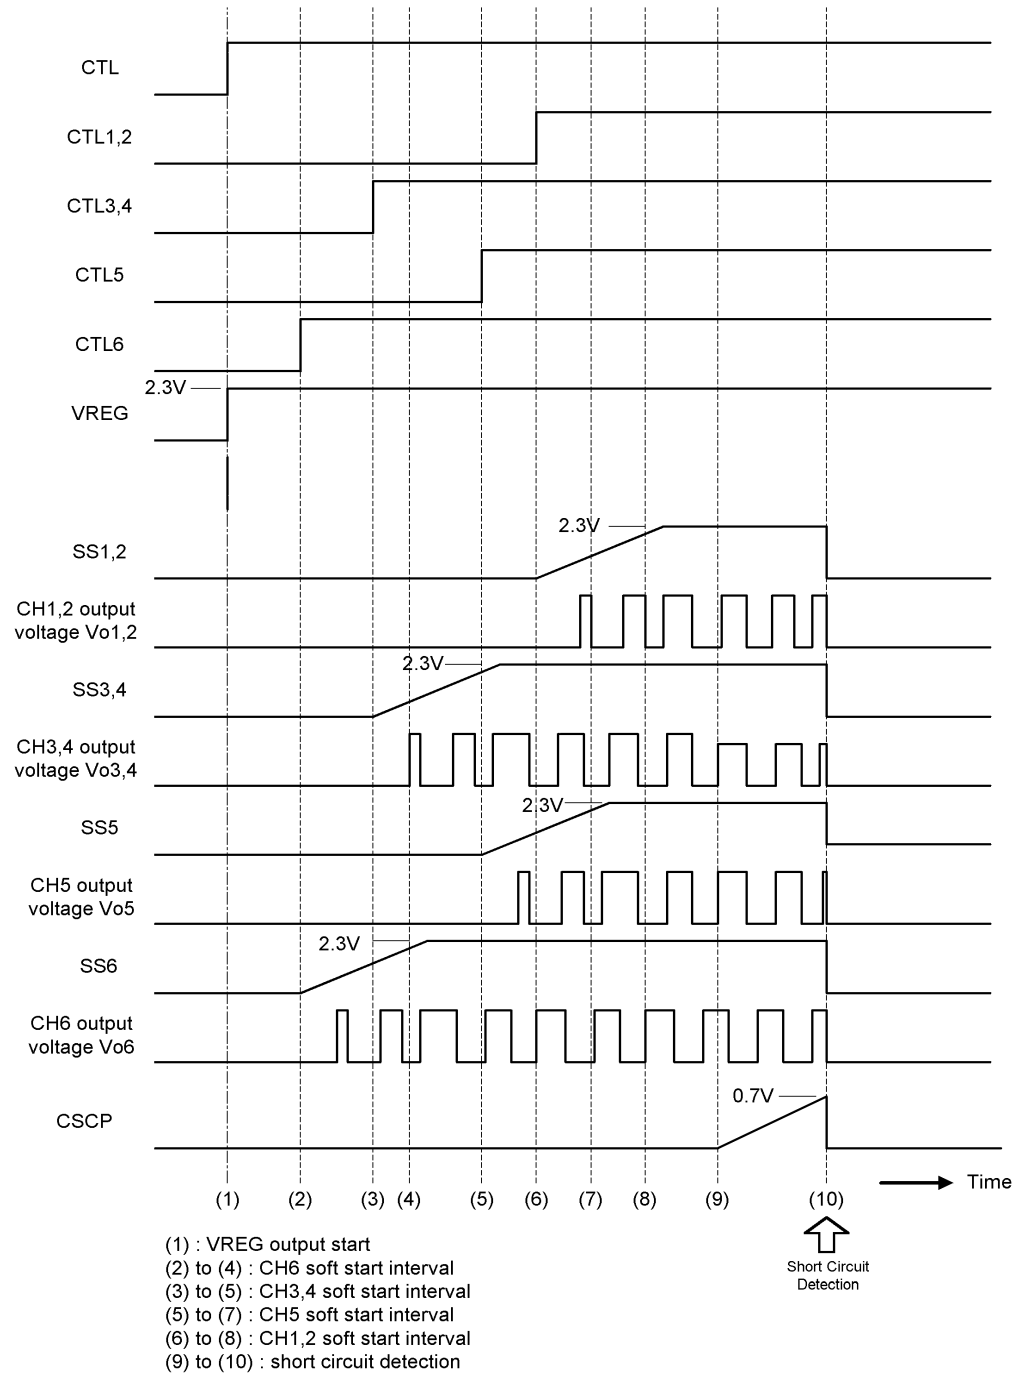 CTL
CTL1,2
CTL3,4
CTL5
CTL6
2.3V
VREG
2.3V
SS1,2
CH1,2 output
voltage Vo1,2
2.3V
SS3,4
CH3,4 output
voltage Vo3,4
2.3V
SS5
CH5 output
voltage Vo5
2.3V
SS6
CH6 output
voltage Vo6
0.7V
CSCP
Time
(1) (2) (3) (4) (5) (6) (7) (8) (9) (10)
Short Circuit
Detection
(1) : VREG output start
(2) to (4) : CH6 soft start interval
(3) to (5) : CH3,4 soft start interval
(5) to (7) : CH5 soft start interval
(6) to (8) : CH1,2 soft start interval
(9) to (10) : short circuit detection